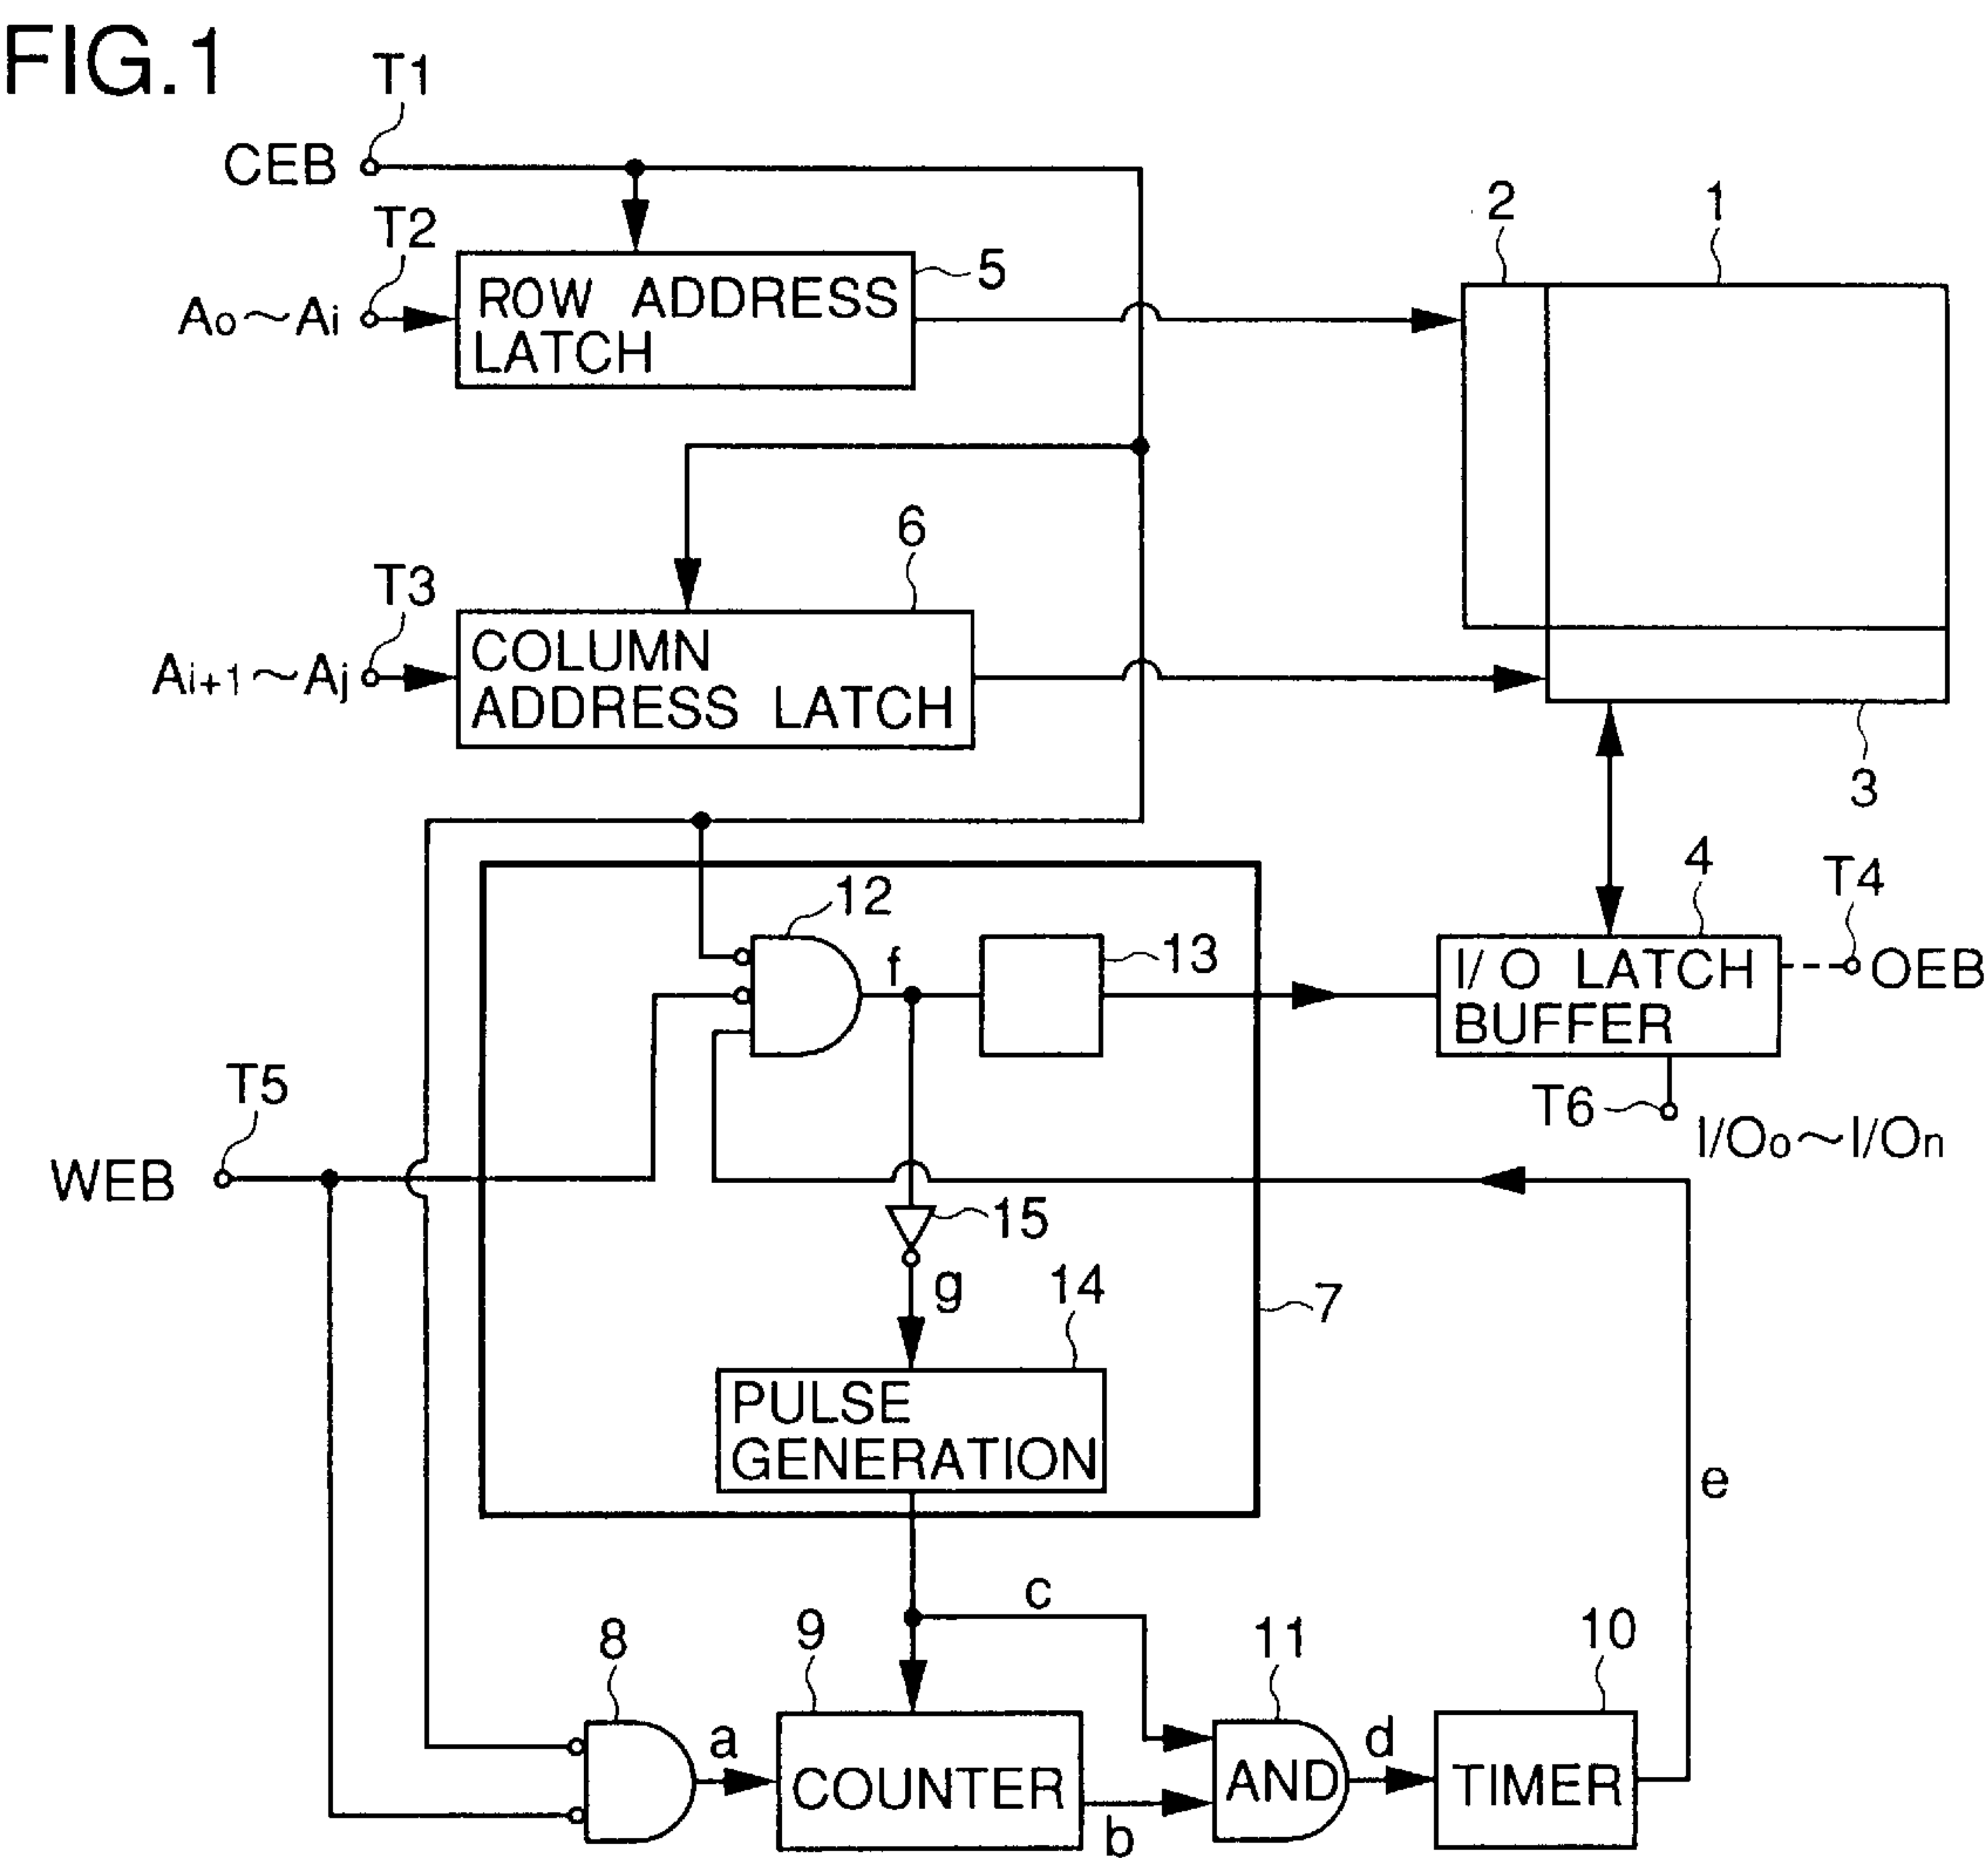 FIG.1
T1
CEB
T2
Ao~Ai
ROW ADDRESS
LATCH
5
2
1
T3
Ai+1~Aj
6
COLUMN
ADDRESS LATCH
3
12
f
13
4
T4
I/O LATCH
BUFFER
OEB
T6
I/Oo~I/On
T5
WEB
15
g
14
7
PULSE
GENERATION
e
c
8
9
11
10
a
COUNTER
b
AND
d
TIMER